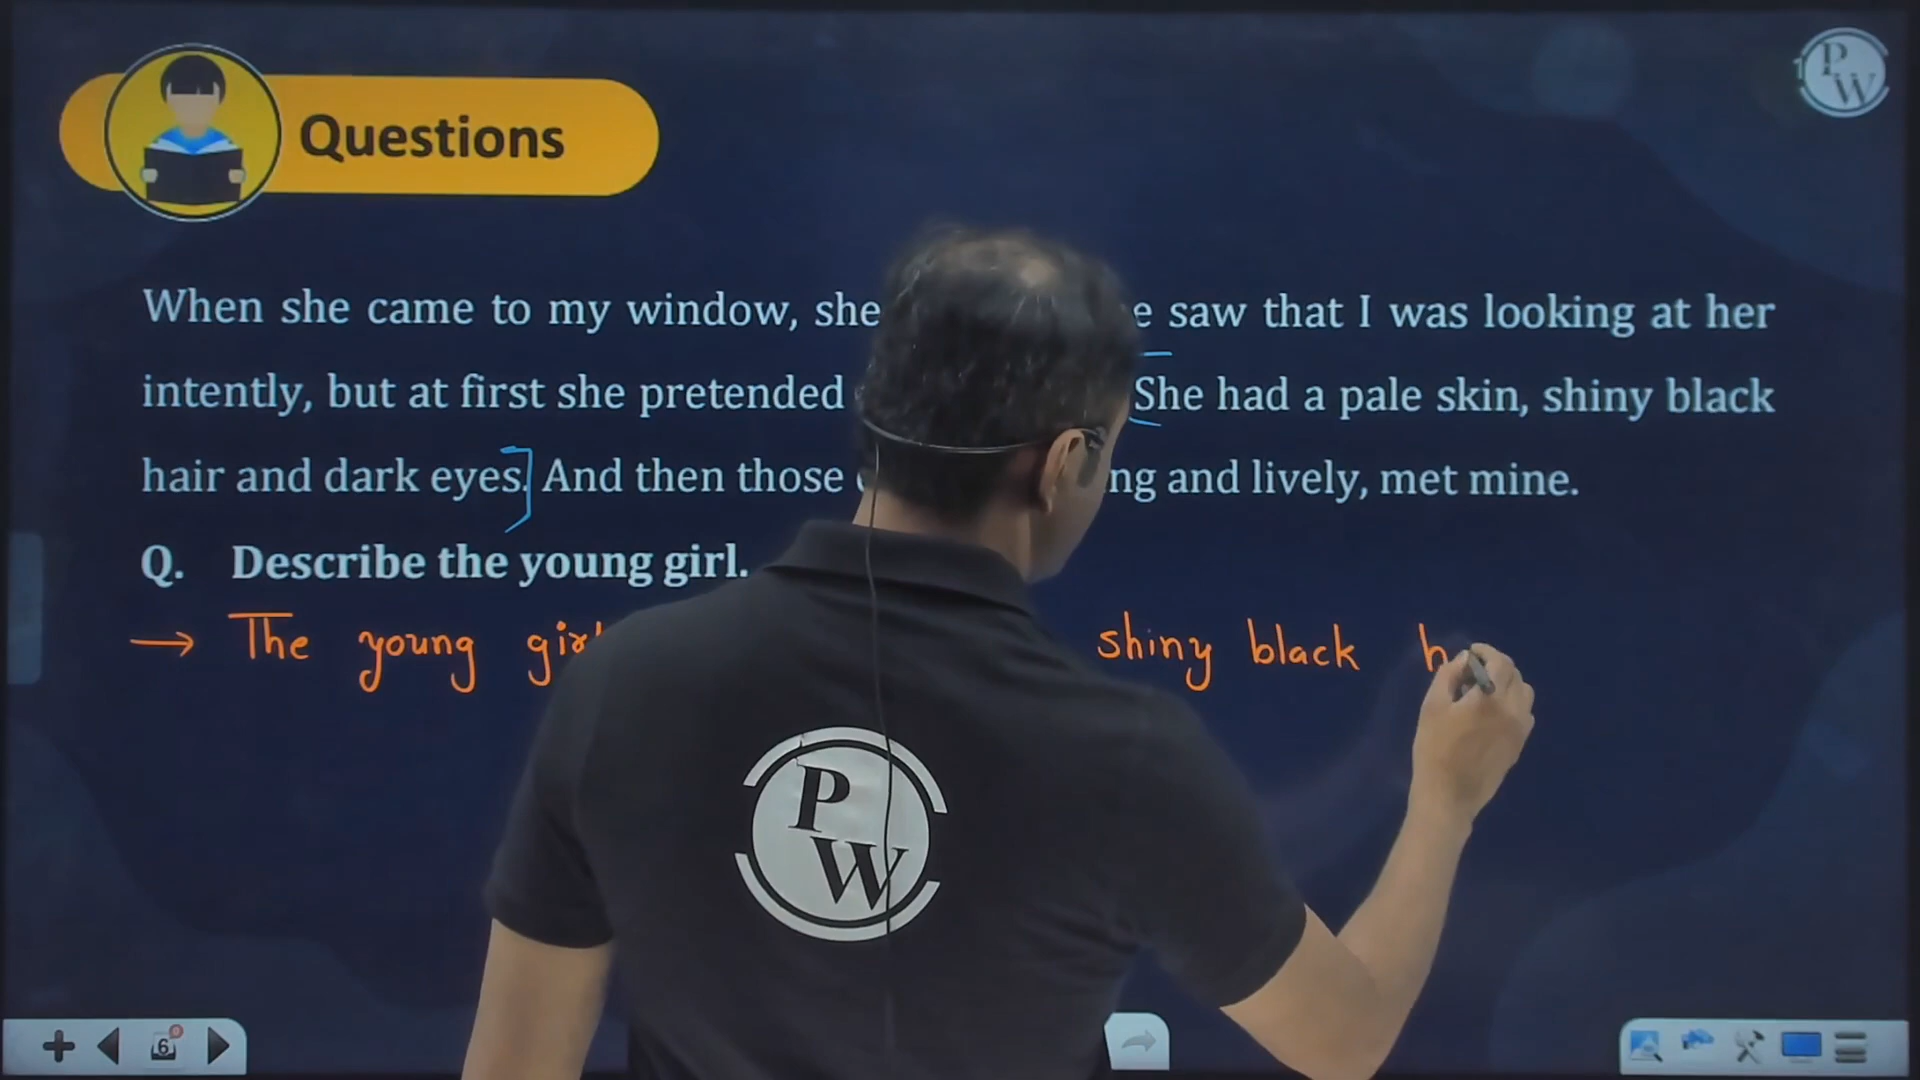 P
W
Questions
When she came to my window, she saw that I was looking at her
intently, but at first she pretended She had a pale skin, shiny black
hair and dark eyes. And then those and lively, met mine.
Q. Describe the young girl.
→ The young girl shiny black
P
W
6